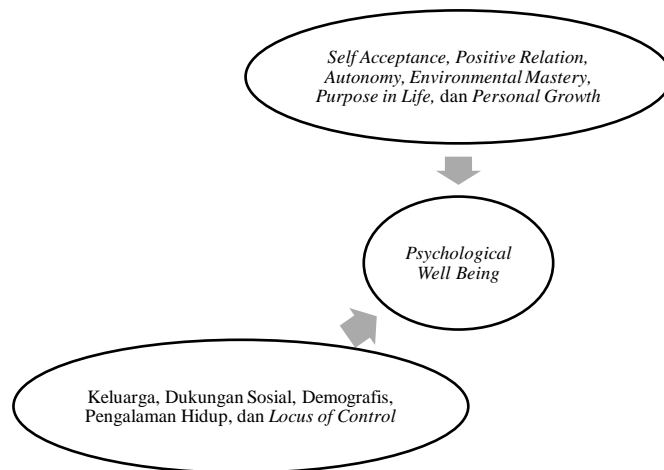 Self Acceptance, Positive Relation,
Autonomy, Environmental Mastery,
Purpose in Life, dan Personal Growth
Psychological
Well Being
Keluarga, Dukungan Sosial, Demografis,
Pengalaman Hidup, dan Locus of Control